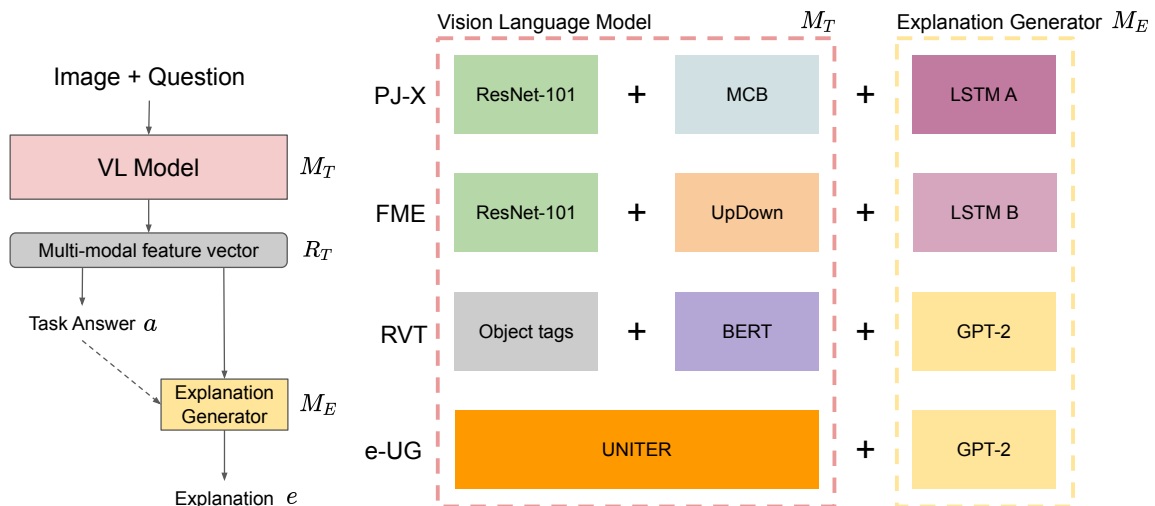 Image + Question
VL Model M_T
Multi-modal feature vector R_T
Task Answer a
Explanation
Generator
M_E
Explanation e
Vision Language Model M_T
Explanation Generator M_E
PJ-X ResNet-101 + MCB + LSTM A
FME ResNet-101 + UpDown + LSTM B
RVT Object tags + BERT + GPT-2
e-UG UNITER + GPT-2